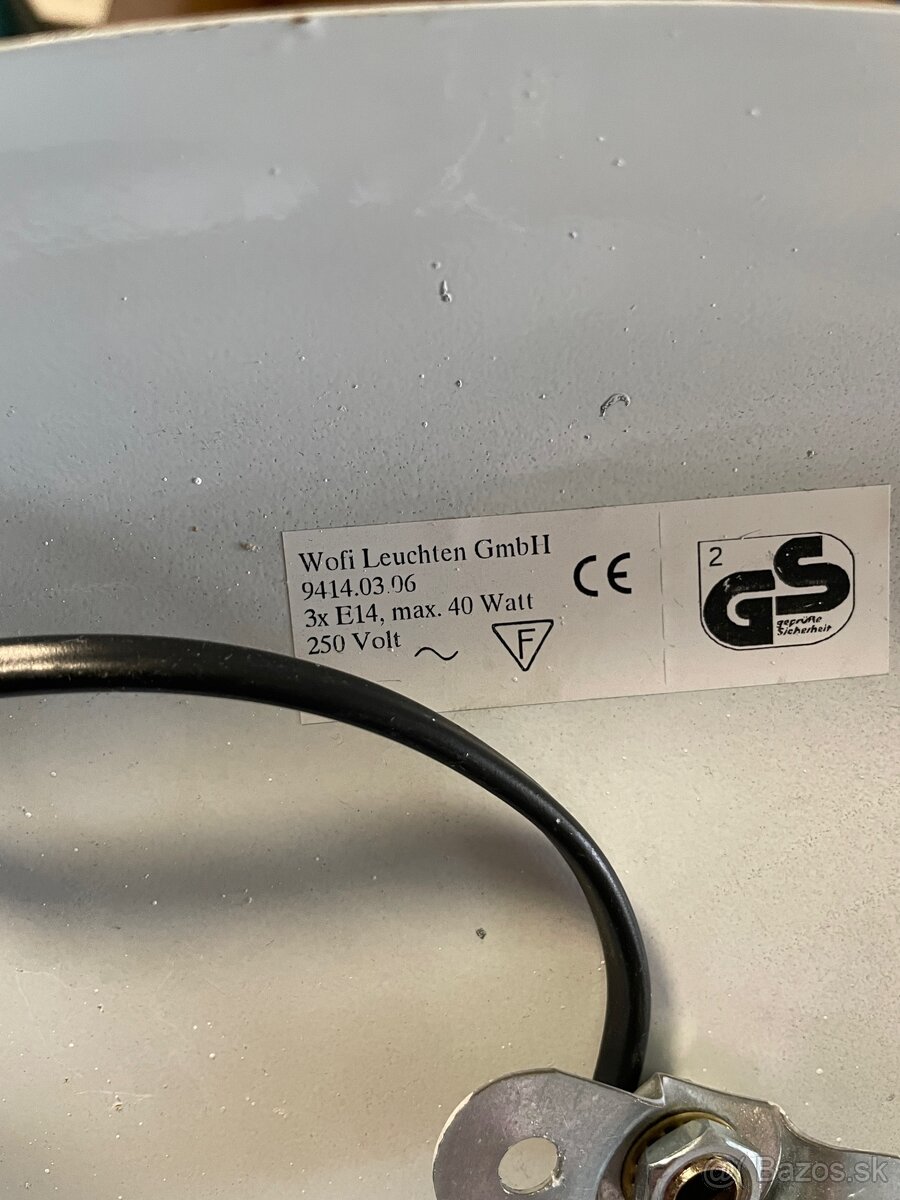 Wofi Leuchten GmbH
9414.03.06
3x E14, max. 40 Watt
250 Volt
F
CE
2
GS
geprüfte
Sicherheit
Bazos.sk